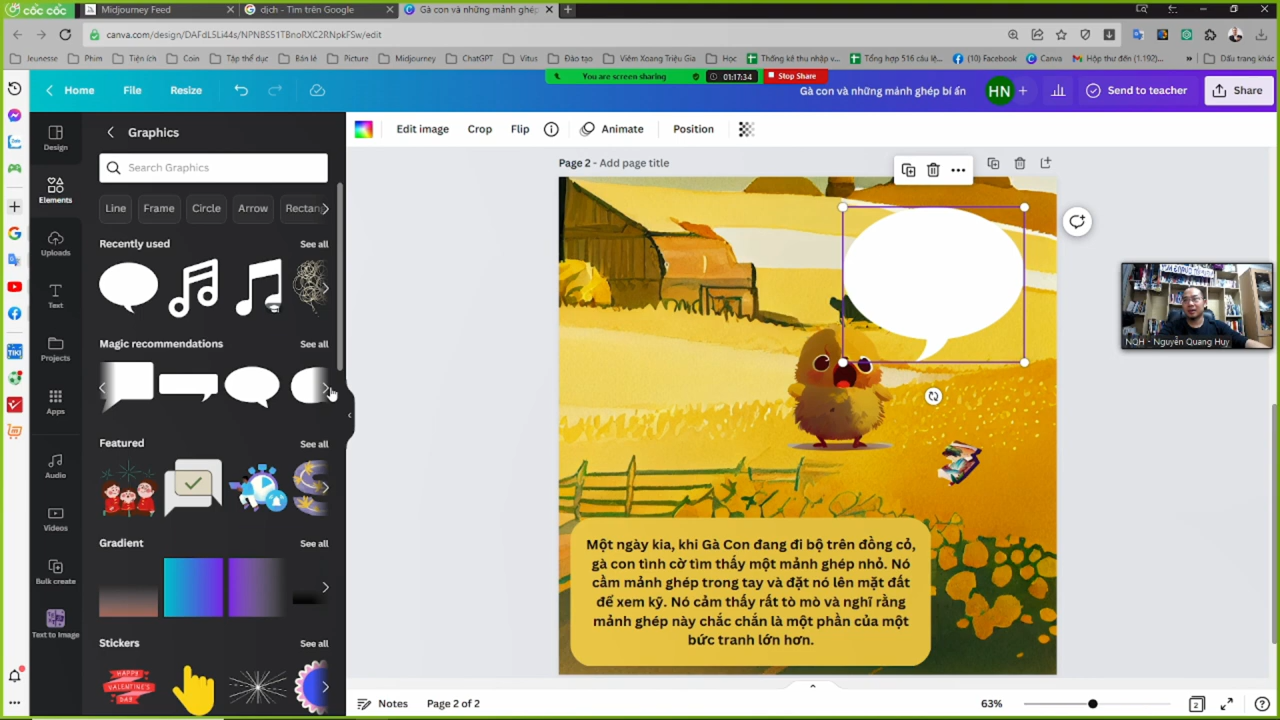 cốc cốc
Midjourney Feed
dịch - Tìm trên Google
Gà con và những mảnh ghép
canva.com/design/DAFdLSLi44s/NPNBS51TBnoRXC2RNpkFSw/edit
Jeunesse
Phim
Tiện ích
Coin
Tập thể dục
Bán lẻ
Picture
Midjourney
ChatGPT
Vitus
Đào tạo
Viêm Xoang Triệu Gia
Học
Thống kê thu nhập v...
Tổng hợp 516 câu lệ...
(10) Facebook
Canva
Hộp thư đến (1.192)...
Dấu trang khác
You are screen sharing
01:17:34
Stop Share
Home
File
Resize
Gà con và những mảnh ghép bí ẩn
HN
Send to teacher
Share
Edit image
Crop
Flip
Animate
Position
Design
Elements
Uploads
Text
Projects
Apps
Audio
Videos
Bulk create
Text to Image
Zalo
TIKI
Graphics
Search Graphics
Line
Frame
Circle
Arrow
Rectang
Recently used
See all
Magic recommendations
See all
Featured
See all
Gradient
See all
Stickers
See all
HAPPY
VALENTINE'S
DAY
Page 2 - Add page title
NQH - Nguyễn Quang Huy
Một ngày kia, khi Gà Con đang đi bộ trên đồng cỏ,
gà con tình cờ tìm thấy một mảnh ghép nhỏ. Nó
cầm mảnh ghép trong tay và đặt nó lên mặt đất
để xem kỹ. Nó cảm thấy rất tò mò và nghĩ rằng
mảnh ghép này chắc chắn là một phần của một
bức tranh lớn hơn.
Notes
Page 2 of 2
63%
2